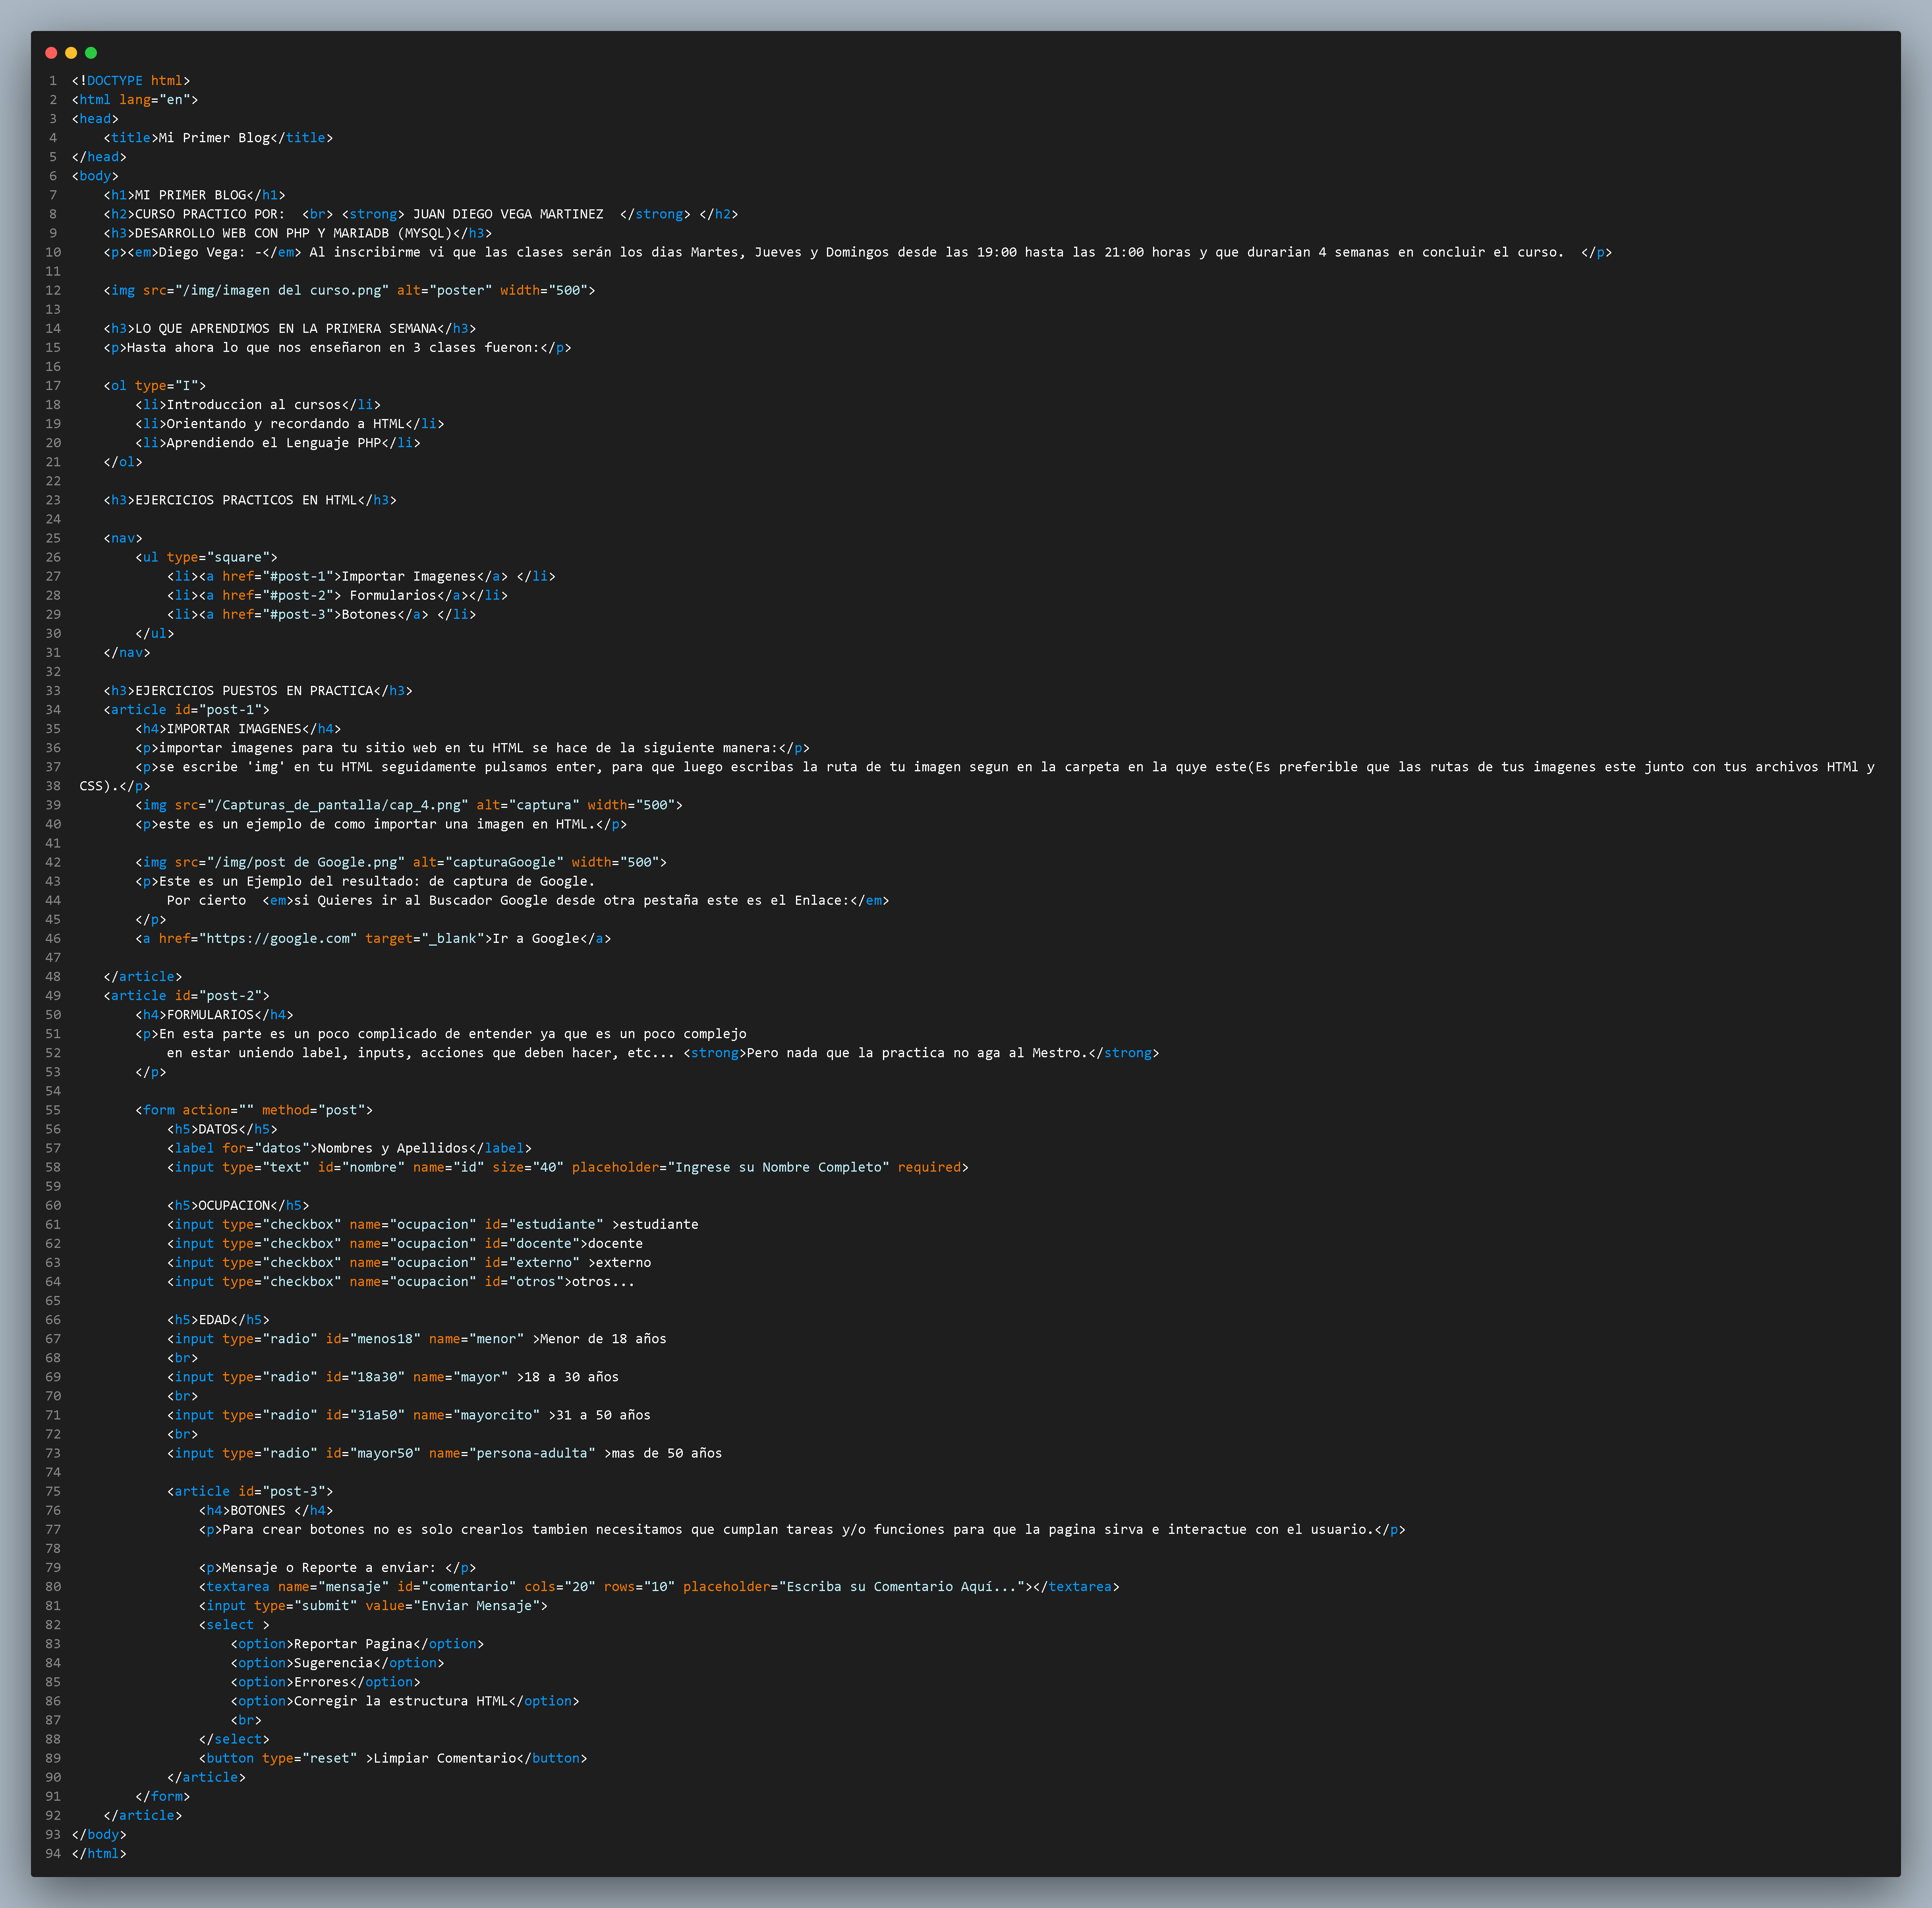 1 <!DOCTYPE html>
2 <html lang="en">
3 <head>
4     <title>Mi Primer Blog</title>
5 </head>
6 <body>
7     <h1>MI PRIMER BLOG</h1>
8     <h2>CURSO PRACTICO POR:  <br> <strong> JUAN DIEGO VEGA MARTINEZ  </strong> </h2>
9     <h3>DESARROLLO WEB CON PHP Y MARIADB (MYSQL)</h3>
10     <p><em>Diego Vega: -</em> Al inscribirme vi que las clases serán los dias Martes, Jueves y Domingos desde las 19:00 hasta las 21:00 horas y que durarian 4 semanas en concluir el curso.  </p>
11
12     <img src="/img/imagen del curso.png" alt="poster" width="500">
13
14     <h3>LO QUE APRENDIMOS EN LA PRIMERA SEMANA</h3>
15     <p>Hasta ahora lo que nos enseñaron en 3 clases fueron:</p>
16
17     <ol type="I">
18         <li>Introduccion al cursos</li>
19         <li>Orientando y recordando a HTML</li>
20         <li>Aprendiendo el Lenguaje PHP</li>
21     </ol>
22
23     <h3>EJERCICIOS PRACTICOS EN HTML</h3>
24
25     <nav>
26         <ul type="square">
27             <li><a href="#post-1">Importar Imagenes</a> </li>
28             <li><a href="#post-2"> Formularios</a></li>
29             <li><a href="#post-3">Botones</a> </li>
30         </ul>
31     </nav>
32
33     <h3>EJERCICIOS PUESTOS EN PRACTICA</h3>
34     <article id="post-1">
35         <h4>IMPORTAR IMAGENES</h4>
36         <p>importar imagenes para tu sitio web en tu HTML se hace de la siguiente manera:</p>
37         <p>se escribe 'img' en tu HTML seguidamente pulsamos enter, para que luego escribas la ruta de tu imagen segun en la carpeta en la quye este(Es preferible que las rutas de tus imagenes este junto con tus archivos HTMl y
38  CSS).</p>
39         <img src="/Capturas_de_pantalla/cap_4.png" alt="captura" width="500">
40         <p>este es un ejemplo de como importar una imagen en HTML.</p>
41
42         <img src="/img/post de Google.png" alt="capturaGoogle" width="500">
43         <p>Este es un Ejemplo del resultado: de captura de Google.
44             Por cierto  <em>si Quieres ir al Buscador Google desde otra pestaña este es el Enlace:</em>
45         </p>
46         <a href="https://google.com" target="_blank">Ir a Google</a>
47
48     </article>
49     <article id="post-2">
50         <h4>FORMULARIOS</h4>
51         <p>En esta parte es un poco complicado de entender ya que es un poco complejo
52             en estar uniendo label, inputs, acciones que deben hacer, etc... <strong>Pero nada que la practica no aga al Mestro.</strong>
53         </p>
54
55         <form action="" method="post">
56             <h5>DATOS</h5>
57             <label for="datos">Nombres y Apellidos</label>
58             <input type="text" id="nombre" name="id" size="40" placeholder="Ingrese su Nombre Completo" required>
59
60             <h5>OCUPACION</h5>
61             <input type="checkbox" name="ocupacion" id="estudiante" >estudiante
62             <input type="checkbox" name="ocupacion" id="docente">docente
63             <input type="checkbox" name="ocupacion" id="externo" >externo
64             <input type="checkbox" name="ocupacion" id="otros">otros...
65
66             <h5>EDAD</h5>
67             <input type="radio" id="menos18" name="menor" >Menor de 18 años
68             <br>
69             <input type="radio" id="18a30" name="mayor" >18 a 30 años
70             <br>
71             <input type="radio" id="31a50" name="mayorcito" >31 a 50 años
72             <br>
73             <input type="radio" id="mayor50" name="persona-adulta" >mas de 50 años
74
75             <article id="post-3">
76                 <h4>BOTONES </h4>
77                 <p>Para crear botones no es solo crearlos tambien necesitamos que cumplan tareas y/o funciones para que la pagina sirva e interactue con el usuario.</p>
78
79                 <p>Mensaje o Reporte a enviar: </p>
80                 <textarea name="mensaje" id="comentario" cols="20" rows="10" placeholder="Escriba su Comentario Aquí..."></textarea>
81                 <input type="submit" value="Enviar Mensaje">
82                 <select >
83                     <option>Reportar Pagina</option>
84                     <option>Sugerencia</option>
85                     <option>Errores</option>
86                     <option>Corregir la estructura HTML</option>
87                     <br>
88                 </select>
89                 <button type="reset" >Limpiar Comentario</button>
90             </article>
91         </form>
92     </article>
93 </body>
94 </html>